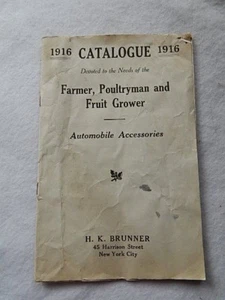 1916 CATALOGUE 1916
Devoted to the Needs of the
Farmer, Poultryman and
Fruit Grower
Automobile Accessories
H. K. BRUNNER
45 Harrison Street
New York City